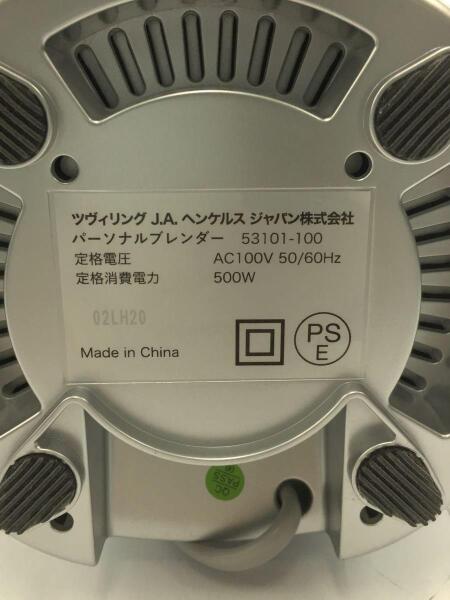 ツヴィリング J.A. ヘンケルス ジャパン株式会社
パーソナルブレンダー 53101-100
定格電圧 AC100V 50/60Hz
定格消費電力 500W
02LH20
Made in China
PS
E
QC
PASS